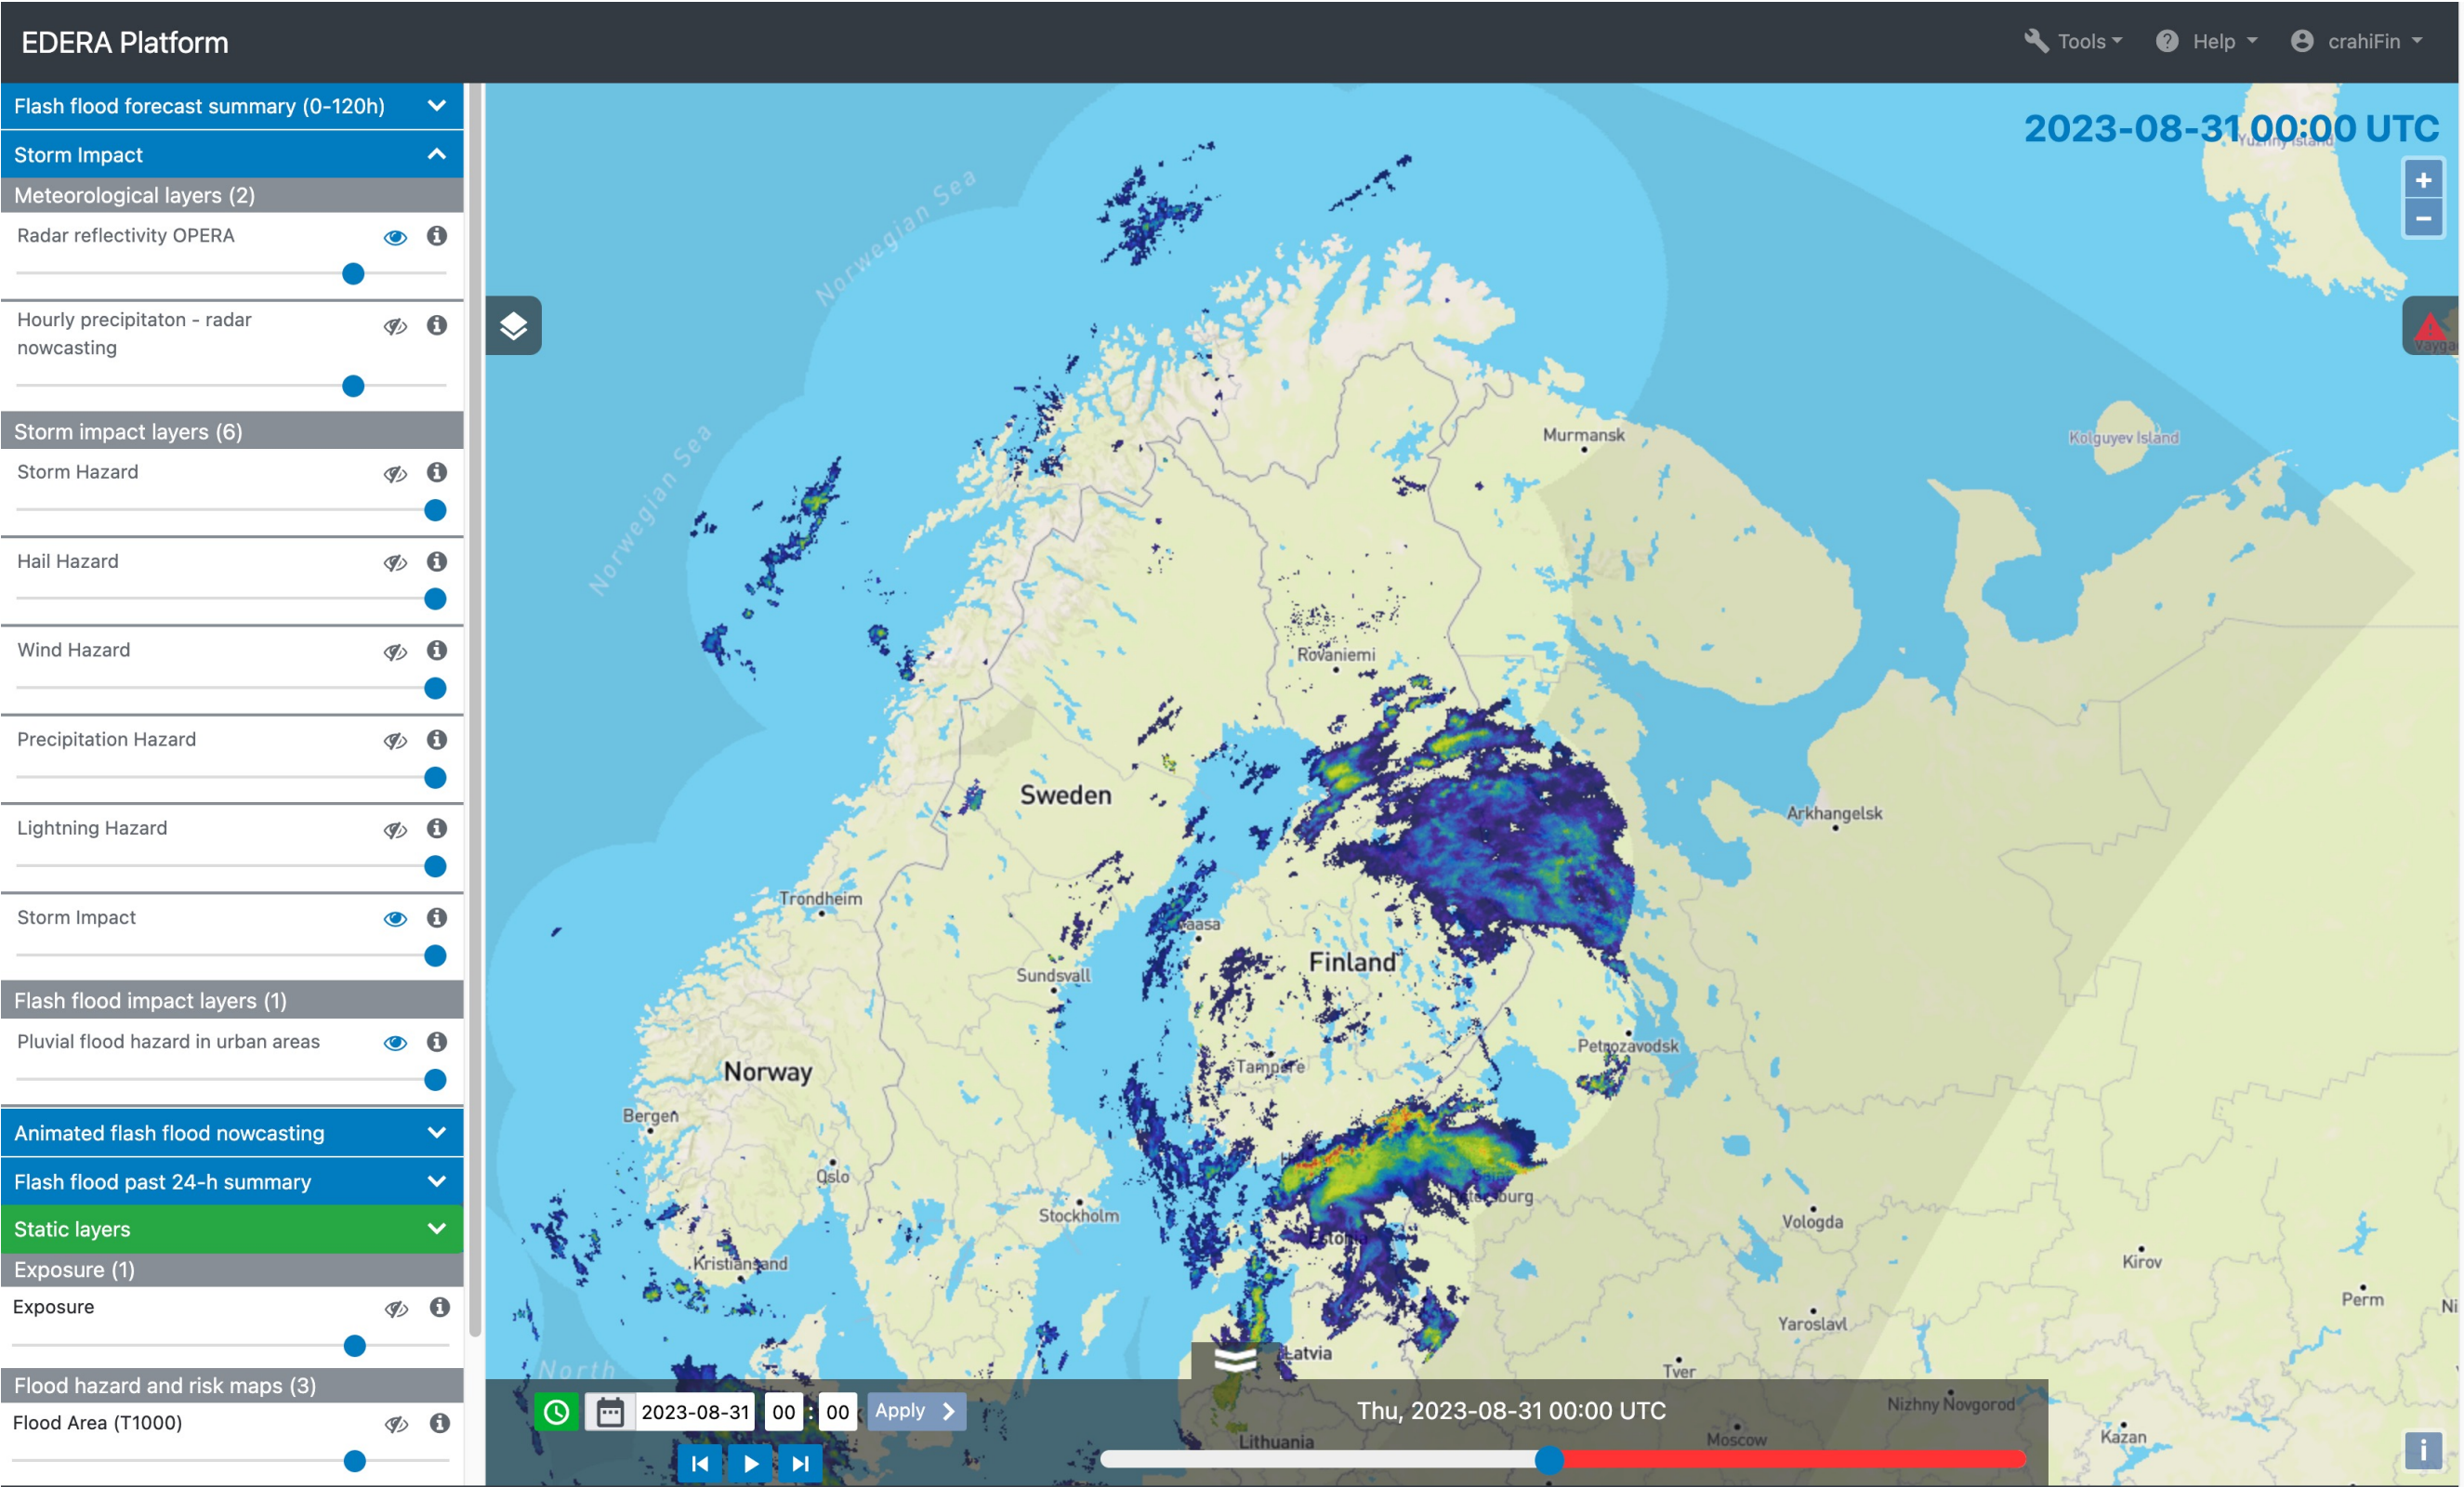 EDERA Platform
Tools
Help
crahiFin
Flash flood forecast summary (0-120h)
Storm Impact
Meteorological layers (2)
Radar reflectivity OPERA
Hourly precipitaton - radar
nowcasting
Storm impact layers (6)
Storm Hazard
Hail Hazard
Wind Hazard
Precipitation Hazard
Lightning Hazard
Storm Impact
Flash flood impact layers (1)
Pluvial flood hazard in urban areas
Animated flash flood nowcasting
Flash flood past 24-h summary
Static layers
Exposure (1)
Exposure
Flood hazard and risk maps (3)
Flood Area (T1000)
2023-08-31 00:00 UTC
Yuzhny Island
+
−
Norwegian Sea
Norwegian Sea
Murmansk
Kolguyev Island
Rovaniemi
Sweden
Arkhangelsk
Trondheim
Finland
Sundsvall
Petrozavodsk
Tampere
Norway
Bergen
Oslo
Stockholm
Estonia
Vologda
Kirov
Kristiansand
Perm
Yaroslavl
Latvia
North
Tver
2023-08-31
00 : 00
Apply
Thu, 2023-08-31 00:00 UTC
Nizhny Novgorod
Moscow
Lithuania
Kazan